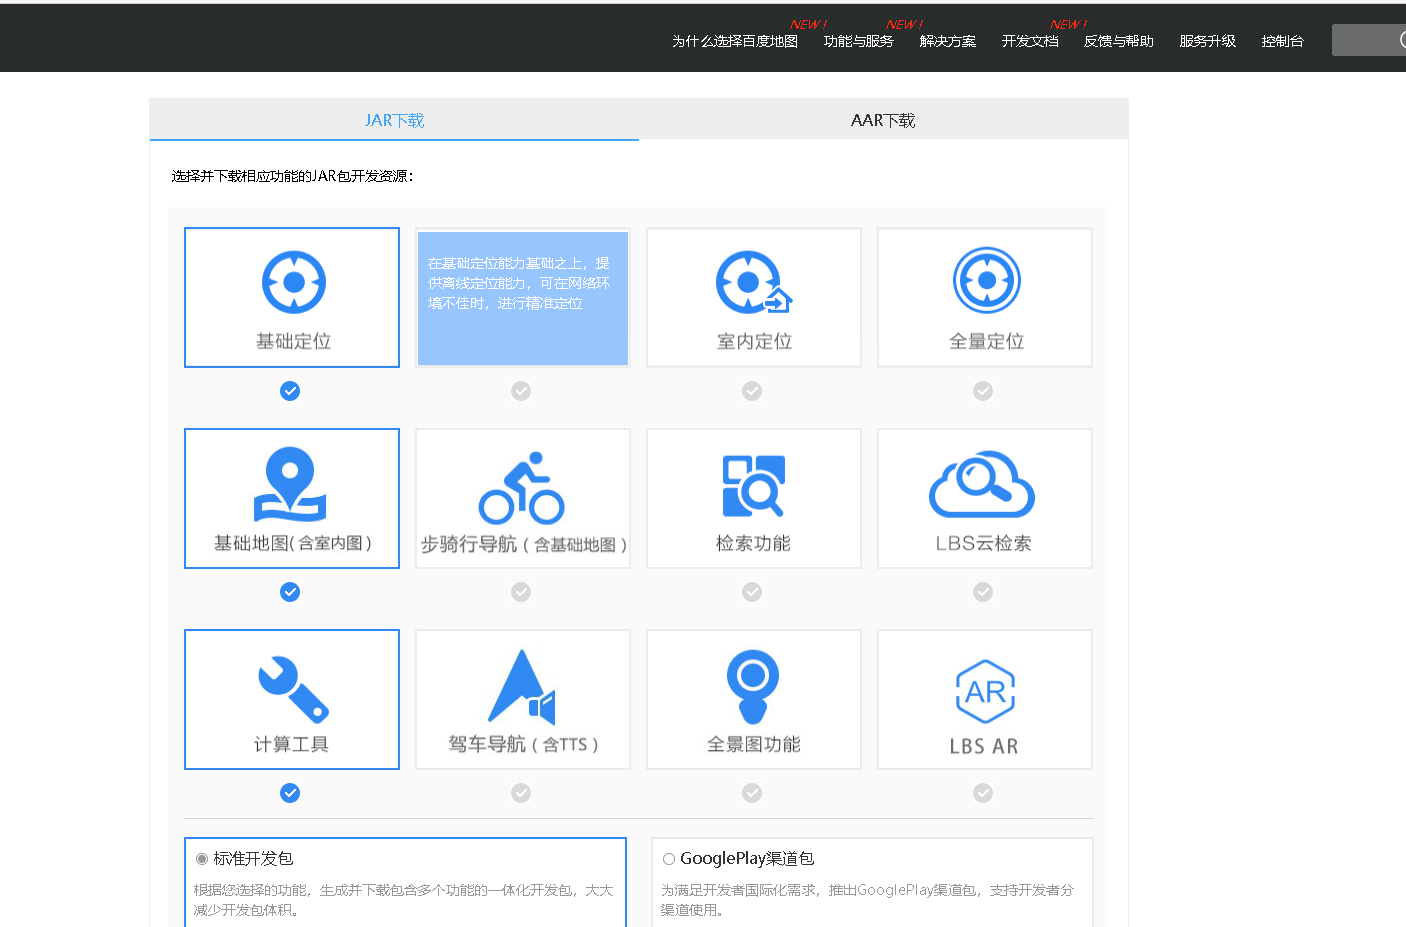 NEW !
NEW !
NEW !
为什么选择百度地图
功能与服务
解决方案
开发文档
反馈与帮助
服务升级
控制台
JAR下载
AAR下载
选择并下载相应功能的JAR包开发资源：
基础定位
在基础定位能力基础之上，提
供离线定位能力，可在网络环
境不佳时，进行精准定位
室内定位
全量定位
基础地图(含室内图)
步骑行导航(含基础地图)
检索功能
LBS云检索
计算工具
驾车导航(含TTS)
全景图功能
AR
LBS AR
标准开发包
根据您选择的功能，生成并下载包含多个功能的一体化开发包，大大
减少开发包体积。
GooglePlay渠道包
为满足开发者国际化需求，推出GooglePlay渠道包，支持开发者分
渠道使用。